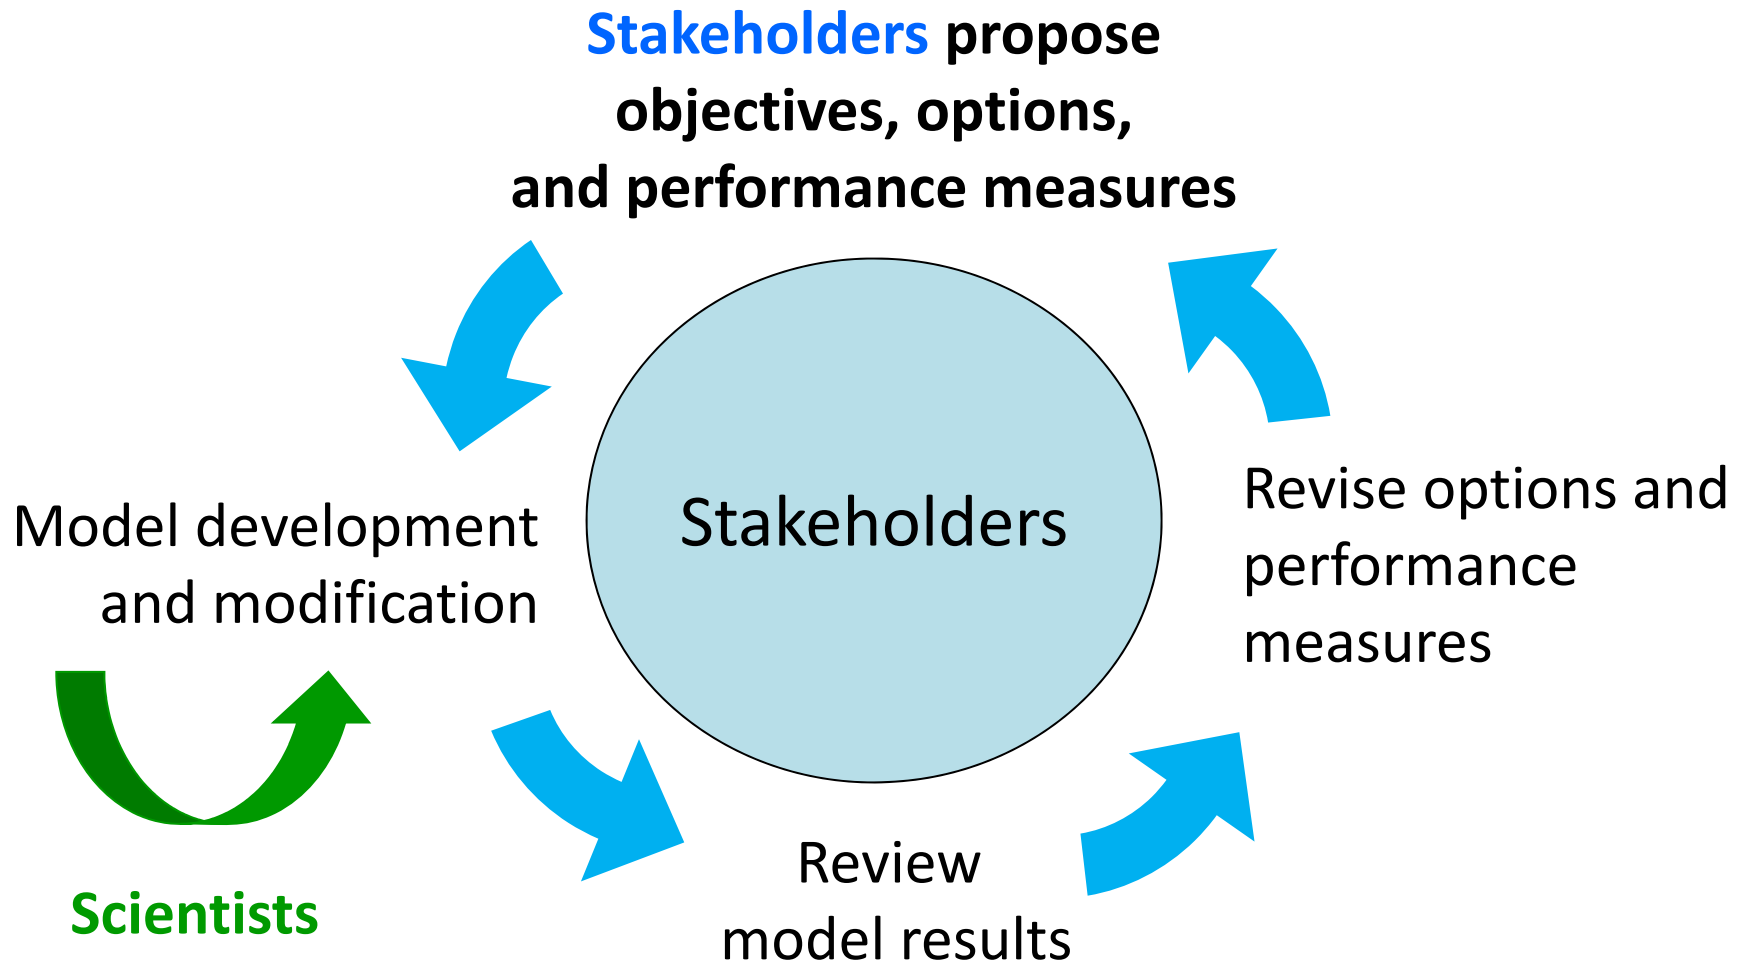 Stakeholders propose
objectives, options,
and performance measures
Stakeholders
Model development
and modification
Revise options and
performance
measures
Scientists
Review
model results